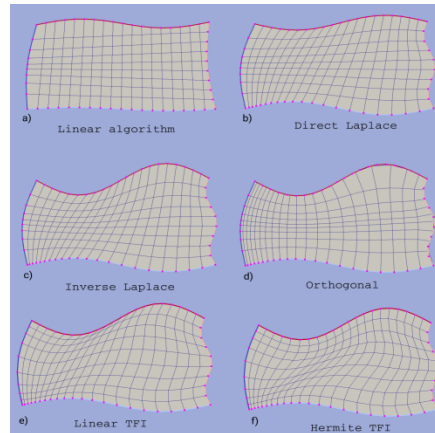 a)
Linear algorithm
b)
Direct Laplace
c)
Inverse Laplace
d)
Orthogonal
e)
Linear TFI
f)
Hermite TFI